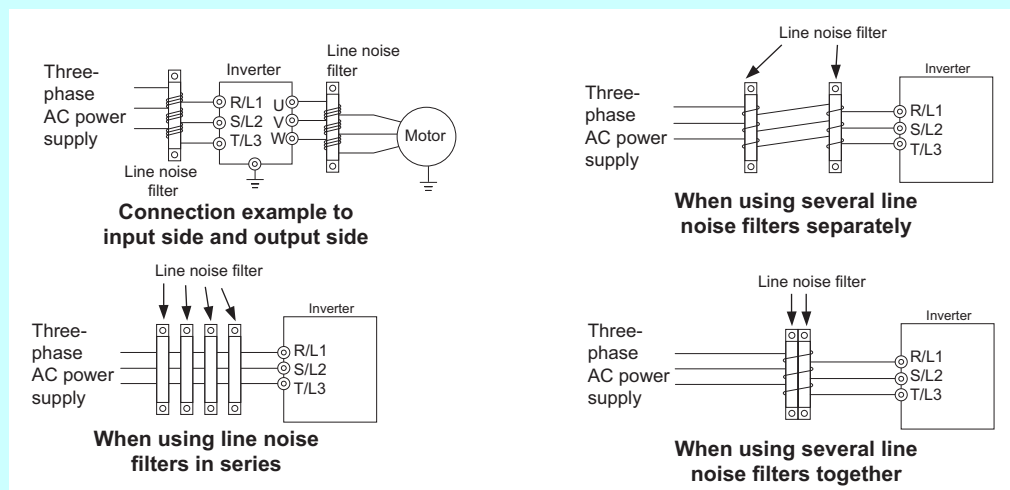 Three-
phase
AC power
supply
Line noise
filter
Inverter
R/L1
S/L2
T/L3
U
V
W
Line noise
filter
Motor
Connection example to
input side and output side
Line noise filter
Three-
phase
AC power
supply
Inverter
R/L1
S/L2
T/L3
When using several line
noise filters separately
Line noise filter
Three-
phase
AC power
supply
Inverter
R/L1
S/L2
T/L3
When using line noise
filters in series
Line noise filter
Three-
phase
AC power
supply
Inverter
R/L1
S/L2
T/L3
When using several line
noise filters together